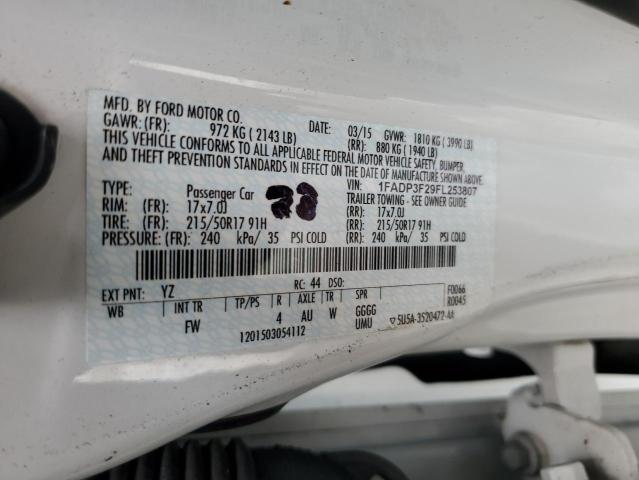 MFD. BY FORD MOTOR CO.
DATE: 03/15 GVWR: 1810 KG ( 3990 LB)
GAWR: (FR): 972 KG ( 2143 LB) (RR): 880 KG ( 1940 LB)
THIS VEHICLE CONFORMS TO ALL APPLICABLE FEDERAL MOTOR VEHICLE SAFETY, BUMPER,
AND THEFT PREVENTION STANDARDS IN EFFECT ON THE DATE OF MANUFACTURE SHOWN ABOVE.
VIN: 1FADP3F29FL253807
TYPE: Passenger Car TRAILER TOWING - SEE OWNER GUIDE
RIM: (FR): 17x7.0J (RR): 17x7.0J
TIRE: (FR): 215/50R17 91H (RR): 215/50R17 91H
PRESSURE: (FR): 240 kPa/ 35 PSI COLD (RR): 240 kPa/ 35 PSI COLD
EXT PNT: YZ RC: 44 DSO: F0066
R0045
WB INT TR TP/PS R AXLE TR SPR
FW 4 AU W GGGG
UMU
1201503054112